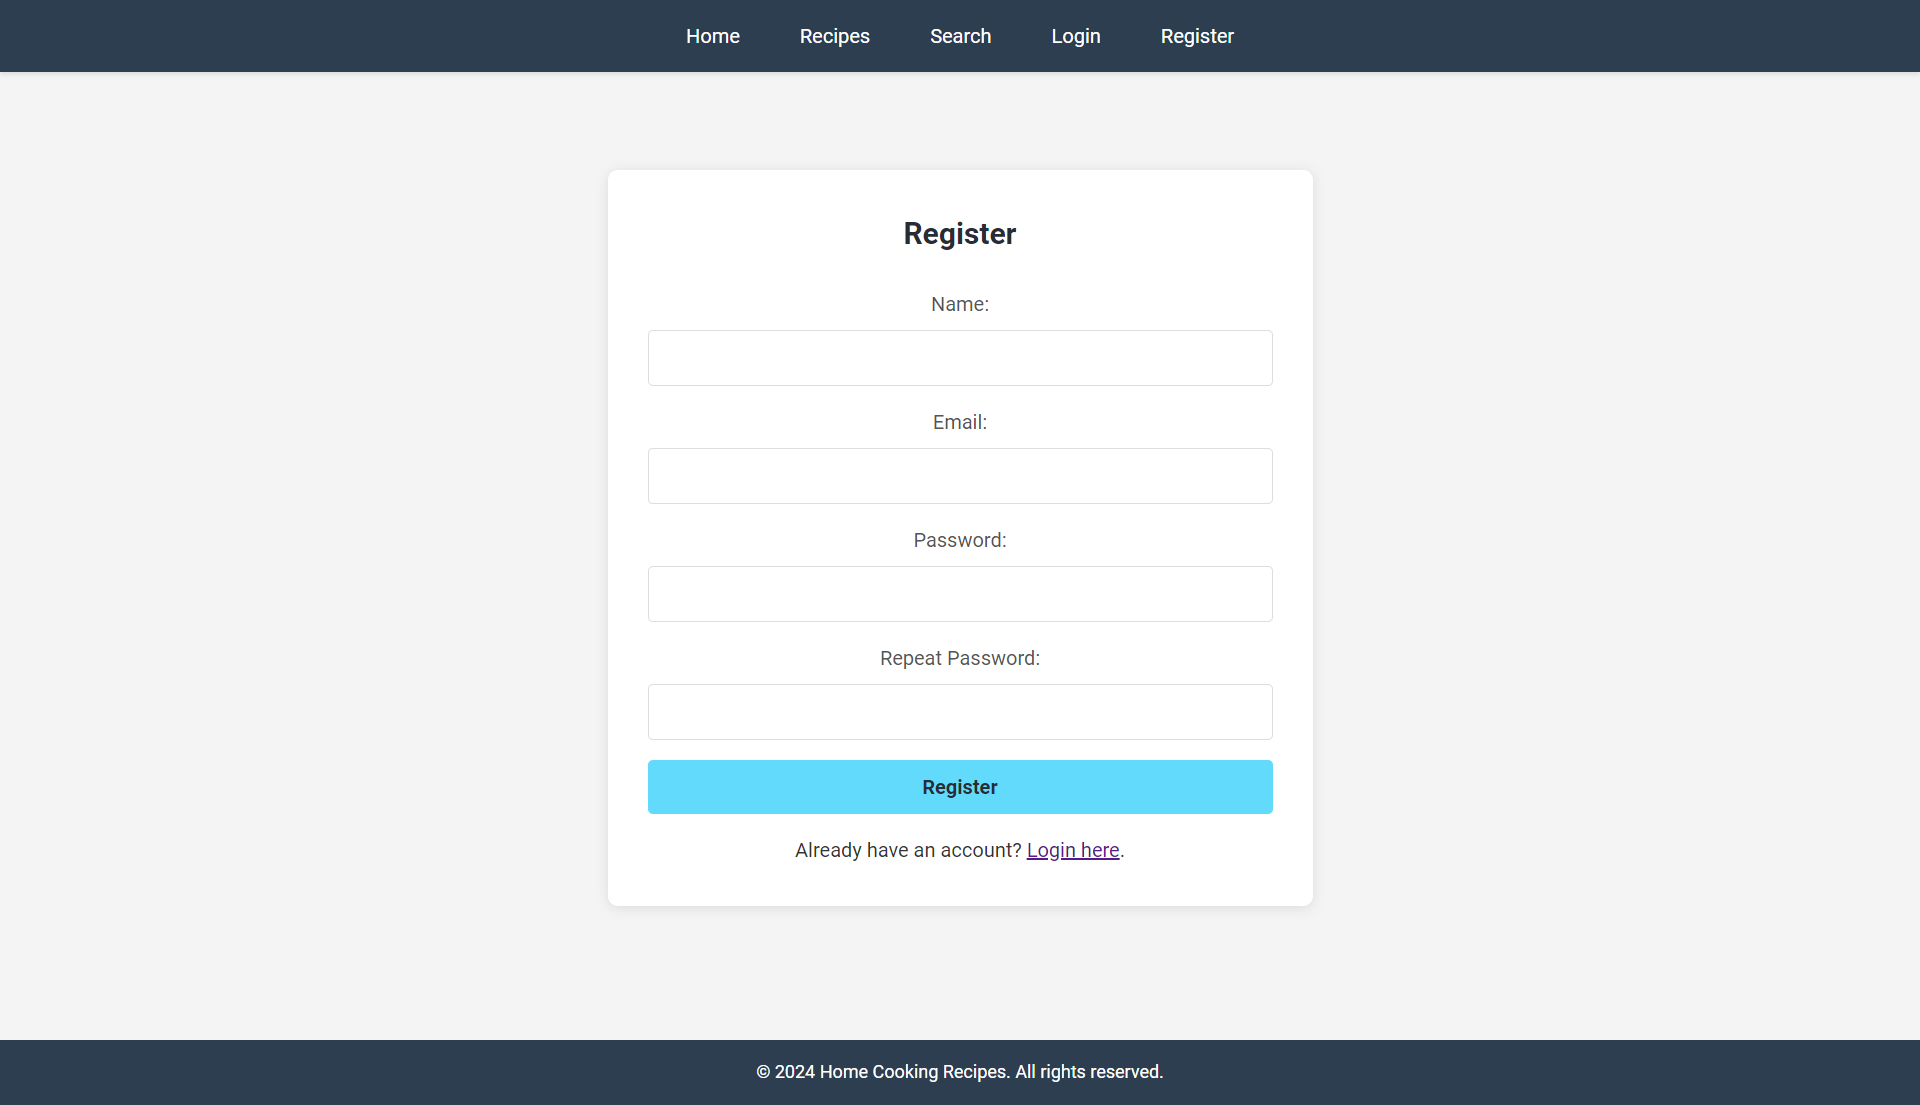 Home Recipes Search Login Register
Register
Name:
Email:
Password:
Repeat Password:
Register
Already have an account? Login here.
© 2024 Home Cooking Recipes. All rights reserved.